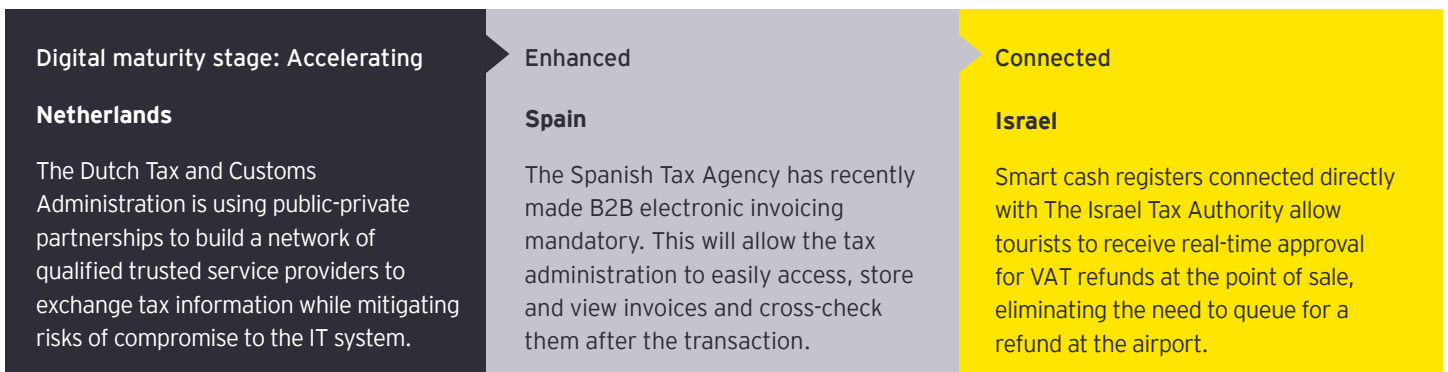 Digital maturity stage: Accelerating
Netherlands
The Dutch Tax and Customs
Administration is using public-private
partnerships to build a network of
qualified trusted service providers to
exchange tax information while mitigating
risks of compromise to the IT system.
Enhanced
Spain
The Spanish Tax Agency has recently
made B2B electronic invoicing
mandatory. This will allow the tax
administration to easily access, store
and view invoices and cross-check
them after the transaction.
Connected
Israel
Smart cash registers connected directly
with The Israel Tax Authority allow
tourists to receive real-time approval
for VAT refunds at the point of sale,
eliminating the need to queue for a
refund at the airport.